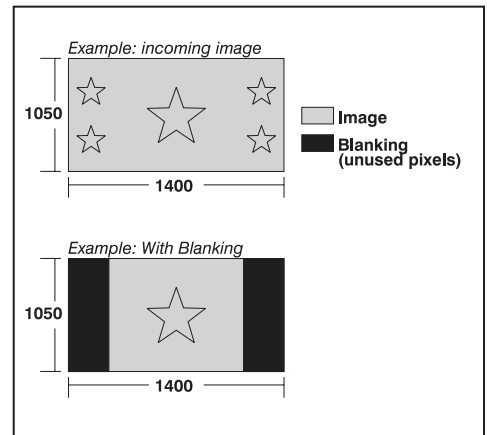 Example: incoming image
1050
Image
Blanking
(unused pixels)
1400
Example: With Blanking
1050
1400